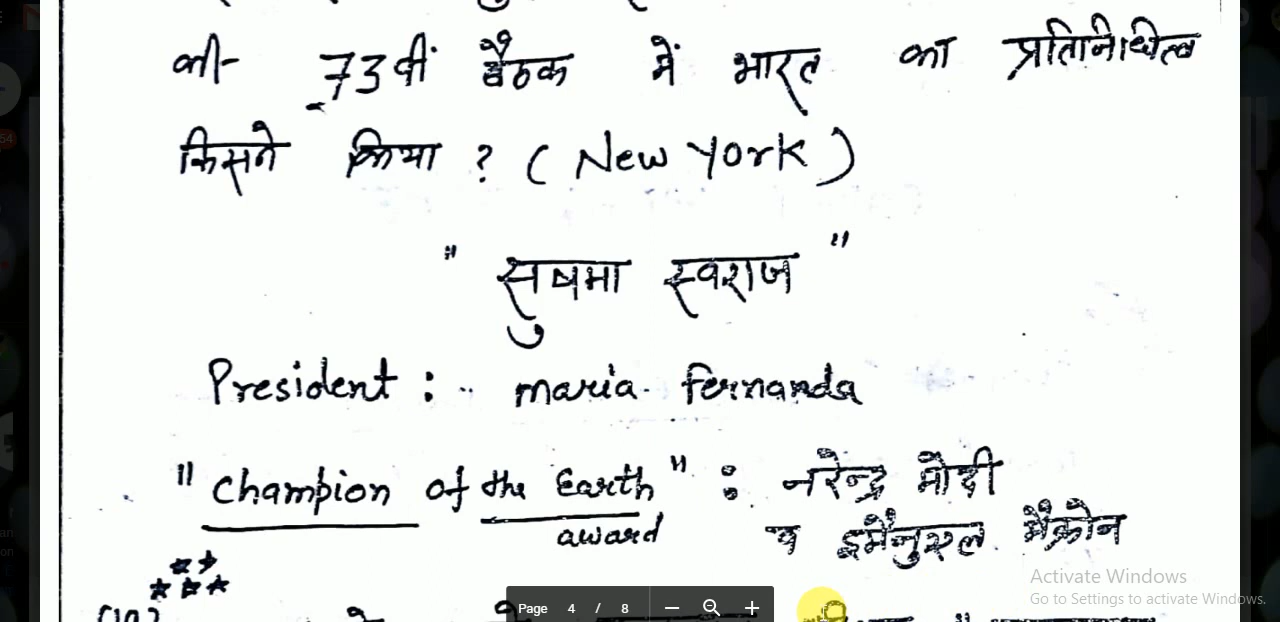 की 73वीं बैठक में भारत का प्रतिनिधित्व
किसने किया ? ( New York )
" सुषमा स्वराज "
President : maria fernanda
" Champion of the Earth " : नरेन्द्र मोदी
award व इमैनुएल मैक्रोन
Page 4 / 8
Activate Windows
Go to Settings to activate Windows.